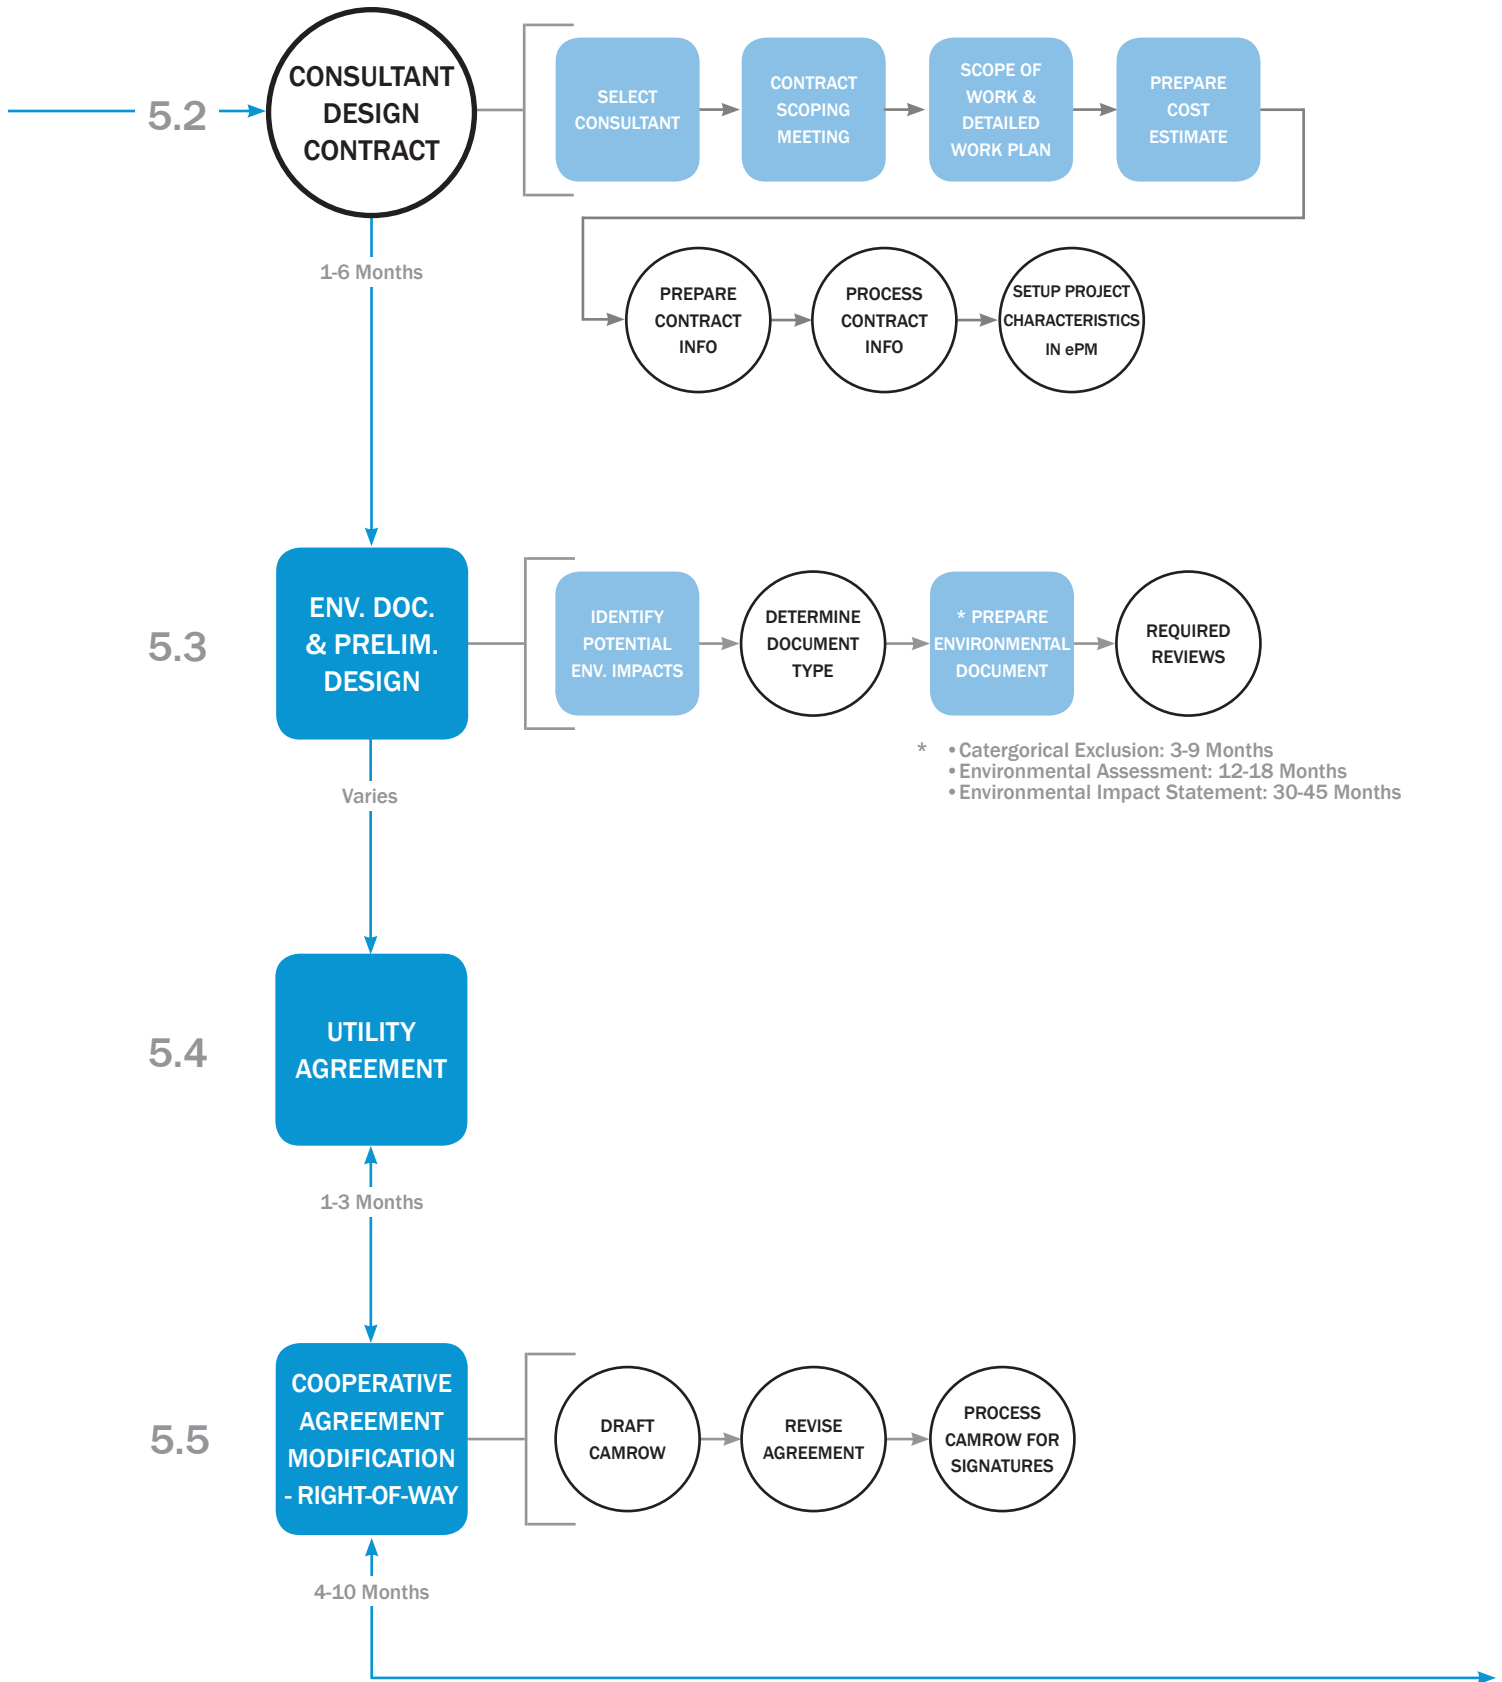 5.2
CONSULTANT
DESIGN
CONTRACT
SELECT
CONSULTANT
CONTRACT
SCOPING
MEETING
SCOPE OF
WORK &
DETAILED
WORK PLAN
PREPARE
COST
ESTIMATE
PREPARE
CONTRACT
INFO
PROCESS
CONTRACT
INFO
SETUP PROJECT
CHARACTERISTICS
IN ePM
1-6 Months
5.3
ENV. DOC.
& PRELIM.
DESIGN
IDENTIFY
POTENTIAL
ENV. IMPACTS
DETERMINE
DOCUMENT
TYPE
* PREPARE
ENVIRONMENTAL
DOCUMENT
REQUIRED
REVIEWS
* • Catergorical Exclusion: 3-9 Months
• Environmental Assessment: 12-18 Months
• Environmental Impact Statement: 30-45 Months
Varies
5.4
UTILITY
AGREEMENT
1-3 Months
5.5
COOPERATIVE
AGREEMENT
MODIFICATION
- RIGHT-OF-WAY
DRAFT
CAMROW
REVISE
AGREEMENT
PROCESS
CAMROW FOR
SIGNATURES
4-10 Months